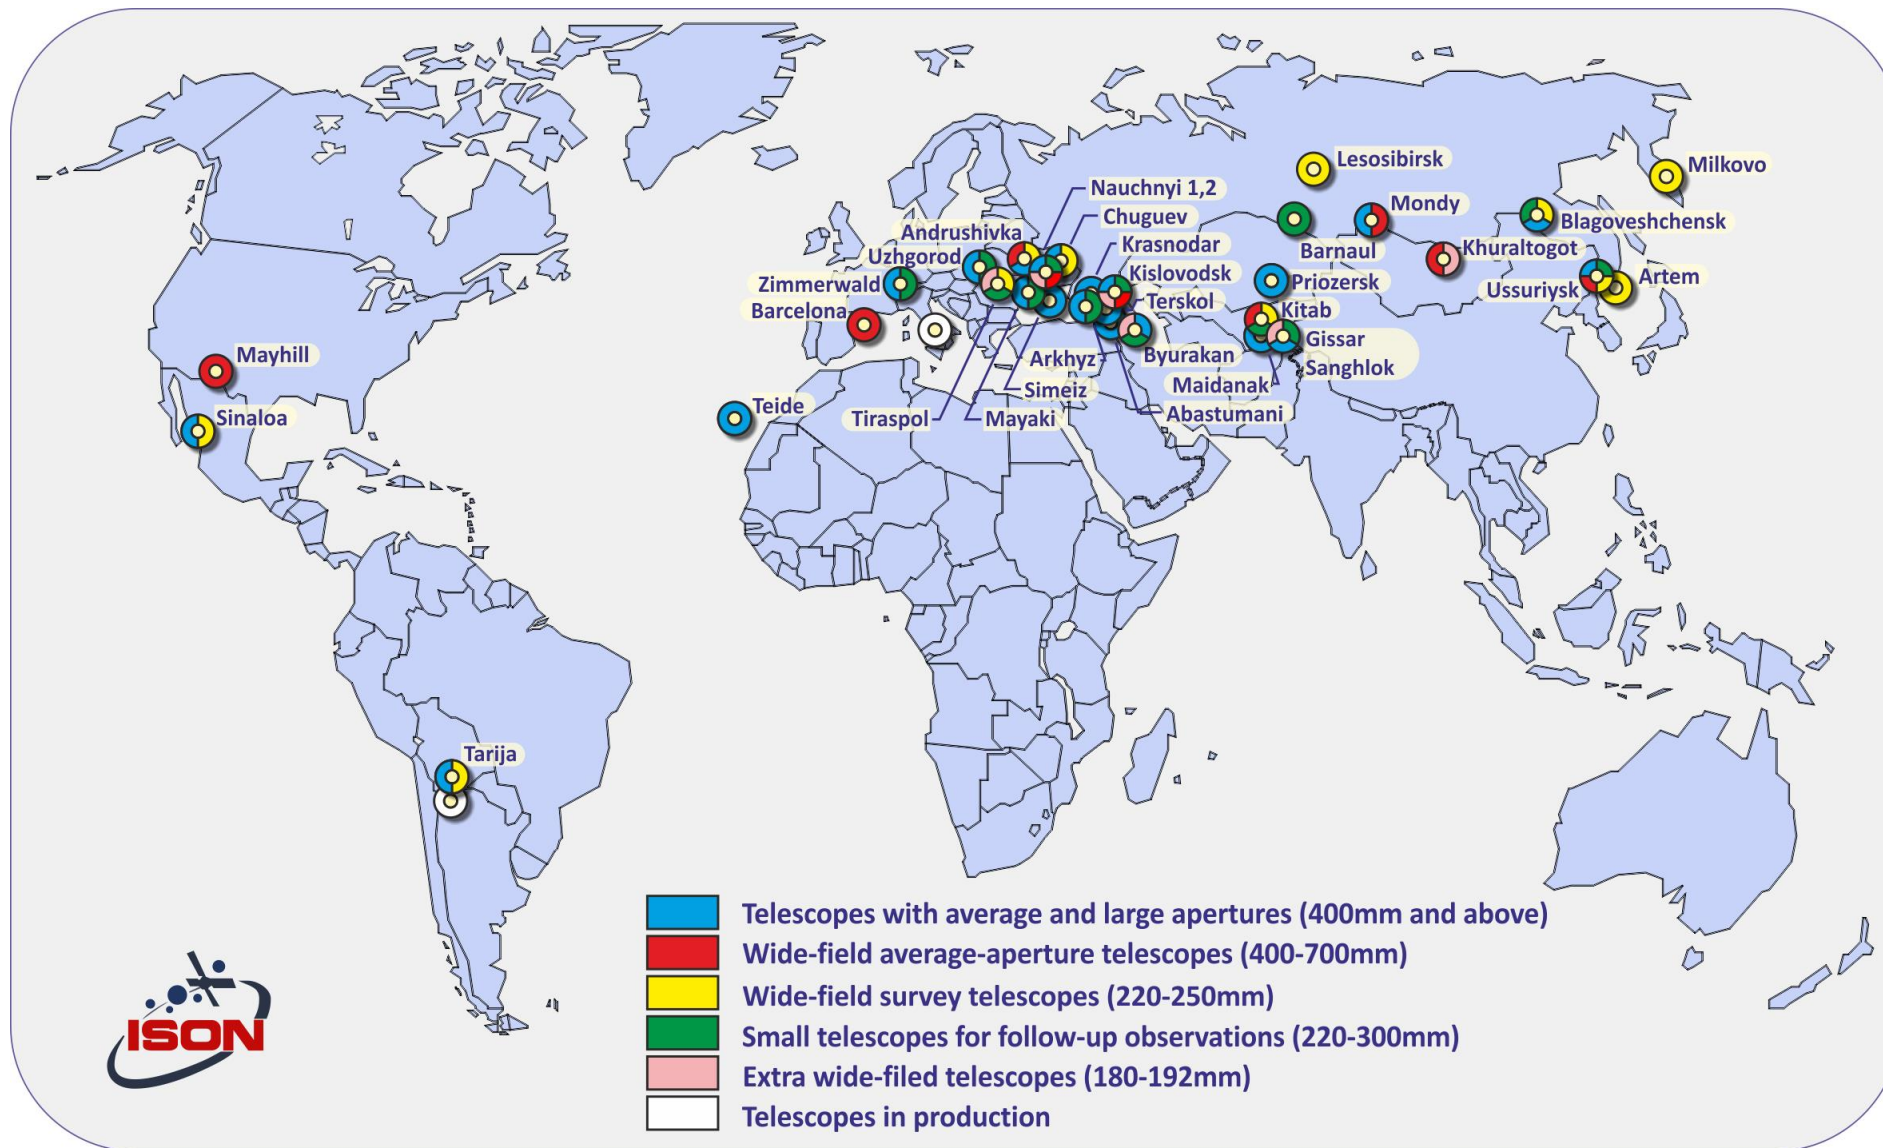 Lesosibirsk
Milkovo
Nauchnyi 1,2
Mondy
Chuguev
Blagoveshchensk
Andrushivka
Krasnodar
Barnaul
Khuraltogot
Uzhgorod
Kislovodsk
Zimmerwald
Priozersk
Ussuriysk
Artem
Barcelona
Terskol
Kitab
Mayhill
Arkhyz
Byurakan
Gissar
Sanghlok
Maidanak
Simeiz
Teide
Sinaloa
Tiraspol
Mayaki
Abastumani
Tarija
Telescopes with average and large apertures (400mm and above)
Wide-field average-aperture telescopes (400-700mm)
Wide-field survey telescopes (220-250mm)
Small telescopes for follow-up observations (220-300mm)
Extra wide-filed telescopes (180-192mm)
Telescopes in production
ISON